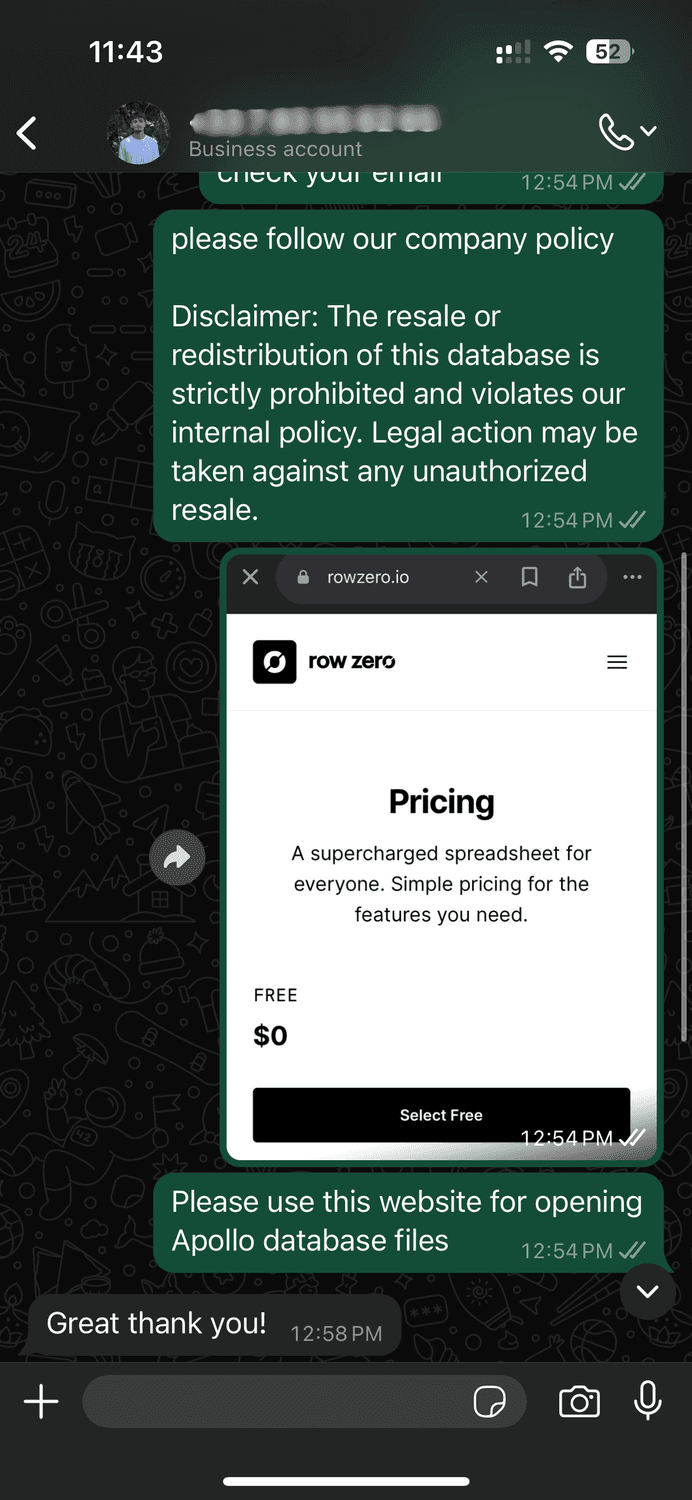 11:43
52
Business account
check your email
12:54 PM
please follow our company policy
Disclaimer: The resale or
redistribution of this database is
strictly prohibited and violates our
internal policy. Legal action may be
taken against any unauthorized
resale.
12:54 PM
rowzero.io
row zero
Pricing
A supercharged spreadsheet for
everyone. Simple pricing for the
features you need.
FREE
$0
Select Free
12:54 PM
Please use this website for opening
Apollo database files
12:54 PM
Great thank you!
12:58 PM